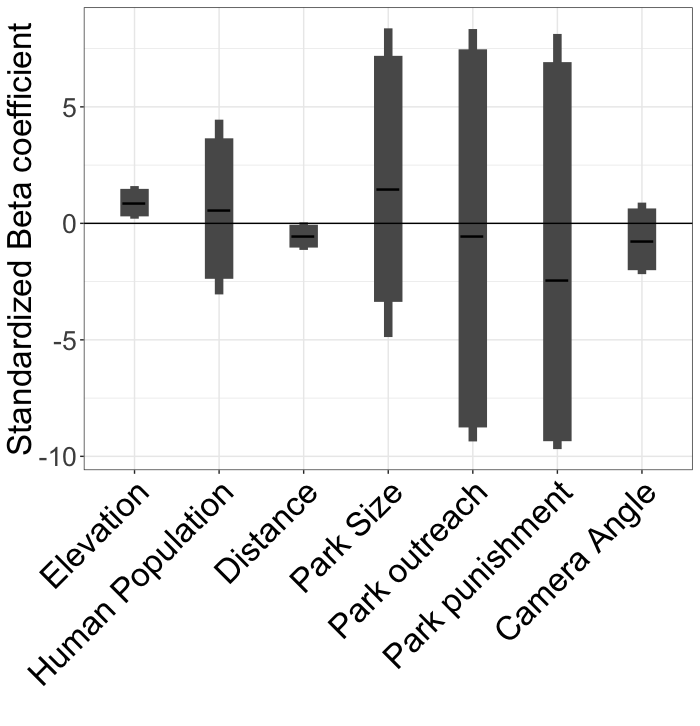 Standardized Beta coefficient
5
0
-5
-10
Elevation
Human Population
Distance
Park Size
Park outreach
Park punishment
Camera Angle